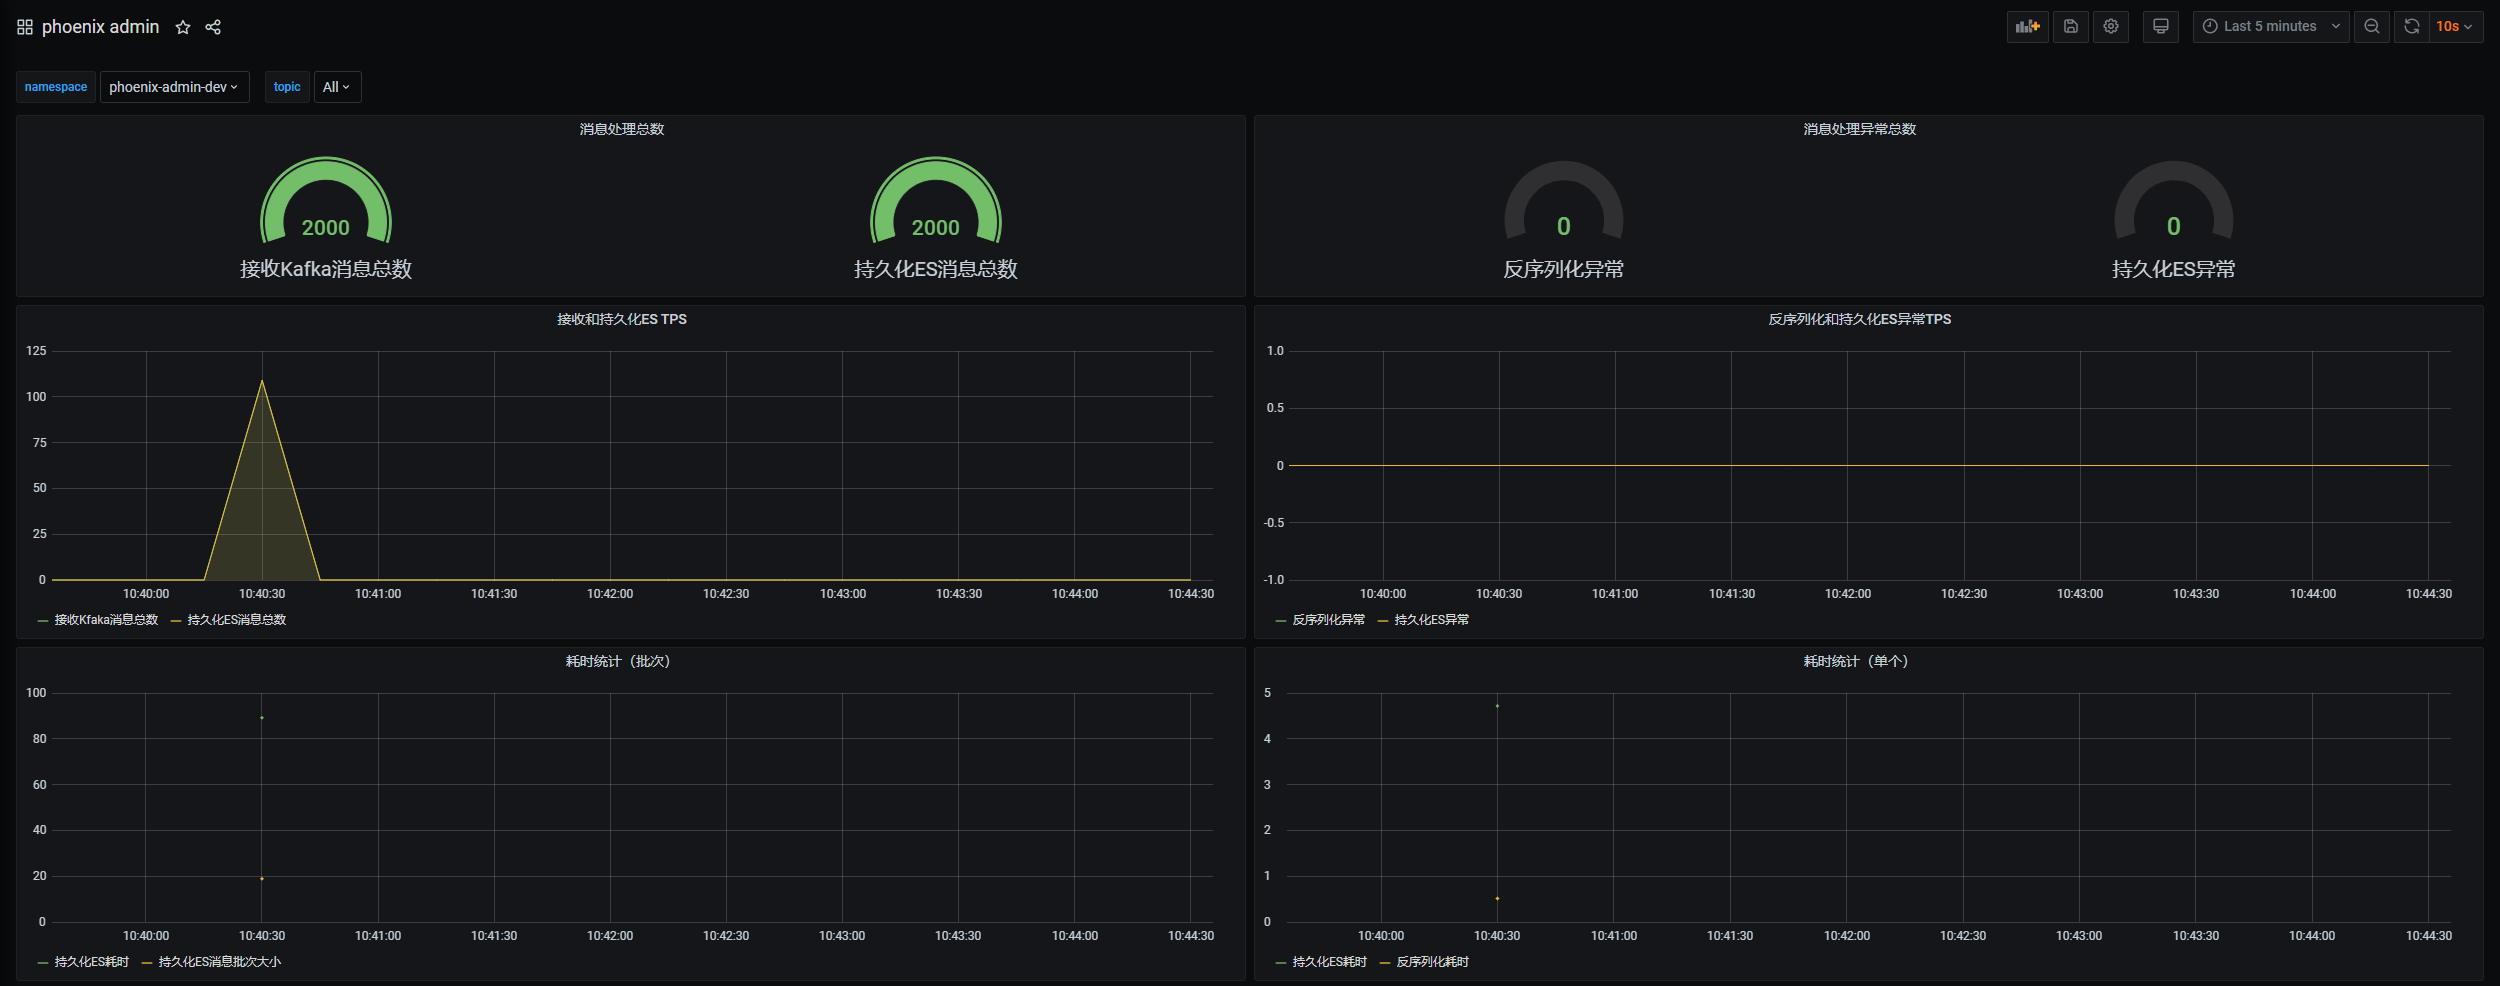 phoenix admin
Last 5 minutes
10s
namespace
phoenix-admin-dev
topic
All
消息处理总数
2000
接收Kafka消息总数
2000
持久化ES消息总数
消息处理异常总数
0
反序列化异常
0
持久化ES异常
接收和持久化ES TPS
125
100
75
50
25
0
10:40:00 10:40:30 10:41:00 10:41:30 10:42:00 10:42:30 10:43:00 10:43:30 10:44:00 10:44:30
接收Kfaka消息总数 持久化ES消息总数
反序列化和持久化ES异常TPS
1.0
0.5
0
-0.5
-1.0
10:40:00 10:40:30 10:41:00 10:41:30 10:42:00 10:42:30 10:43:00 10:43:30 10:44:00 10:44:30
反序列化异常 持久化ES异常
耗时统计（批次）
100
80
60
40
20
0
10:40:00 10:40:30 10:41:00 10:41:30 10:42:00 10:42:30 10:43:00 10:43:30 10:44:00 10:44:30
持久化ES耗时 持久化ES消息批次大小
耗时统计（单个）
5
4
3
2
1
0
10:40:00 10:40:30 10:41:00 10:41:30 10:42:00 10:42:30 10:43:00 10:43:30 10:44:00 10:44:30
持久化ES耗时 反序列化耗时